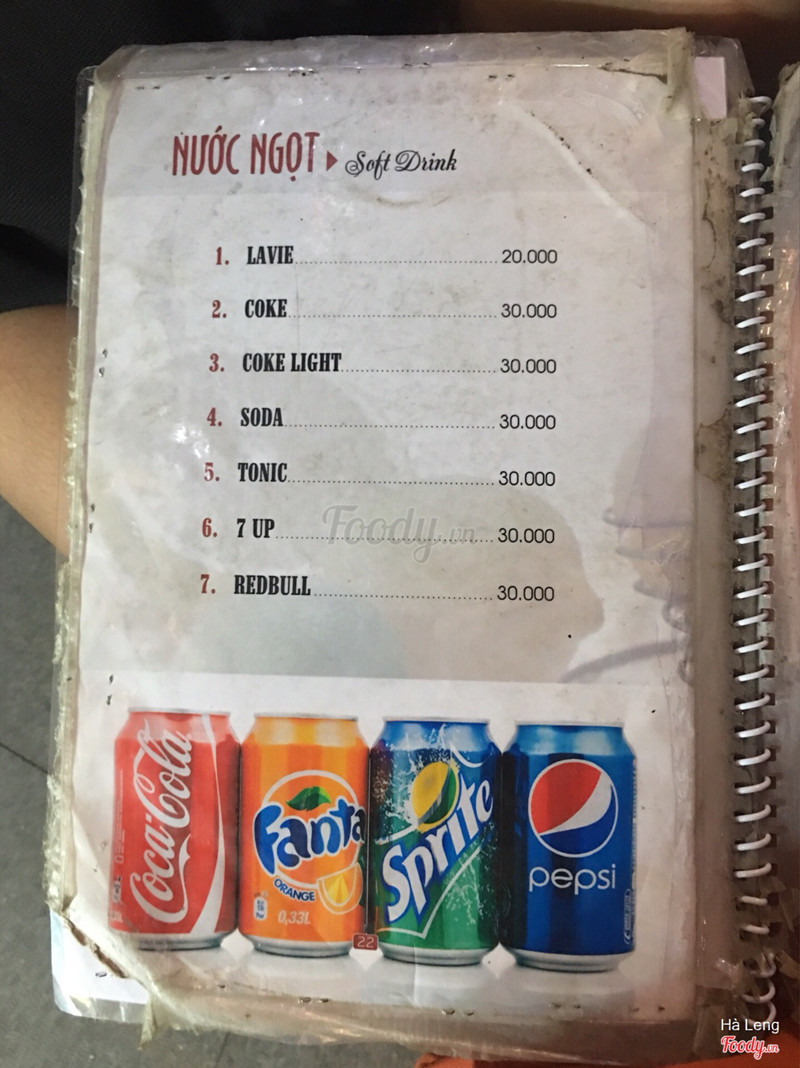 NƯỚC NGỌT Soft Drink
1. LAVIE 20.000
2. COKE 30.000
3. COKE LIGHT 30.000
4. SODA 30.000
5. TONIC 30.000
6. 7 UP 30.000
7. REDBULL 30.000
Foody.vn
Coca-Cola
Fanta
ORANGE
0,33L
Sprite
pepsi
22
Hà Leng
Foody.vn